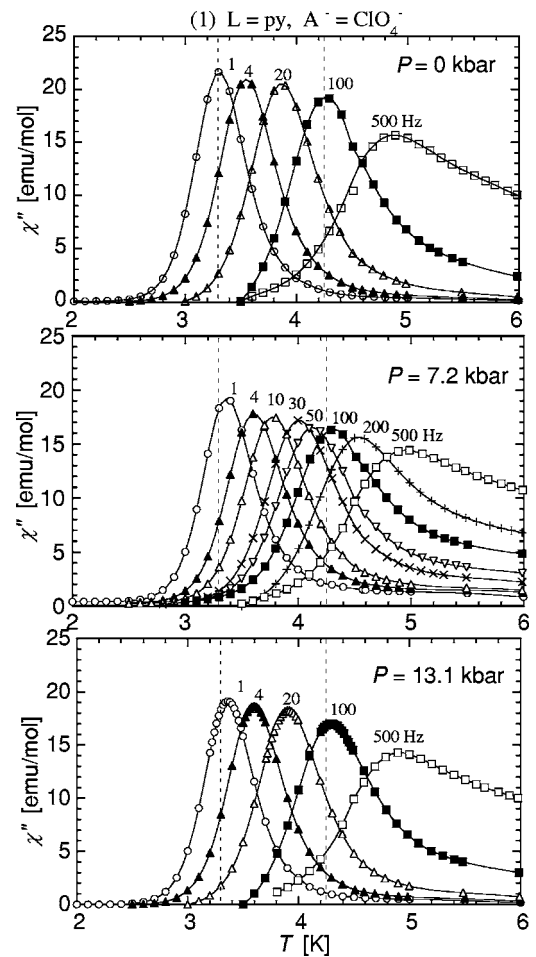 (1) L = py, A⁻ = ClO₄⁻
25
20
15
10
5
0
χ″ [emu/mol]
P = 0 kbar
1
4
20
100
500 Hz
2 3 4 5 6
25
20
15
10
5
0
χ″ [emu/mol]
P = 7.2 kbar
1
4
10
30
50
100
200
500 Hz
2 3 4 5 6
25
20
15
10
5
0
χ″ [emu/mol]
P = 13.1 kbar
1
4
20
100
500 Hz
2 3 4 5 6
T [K]